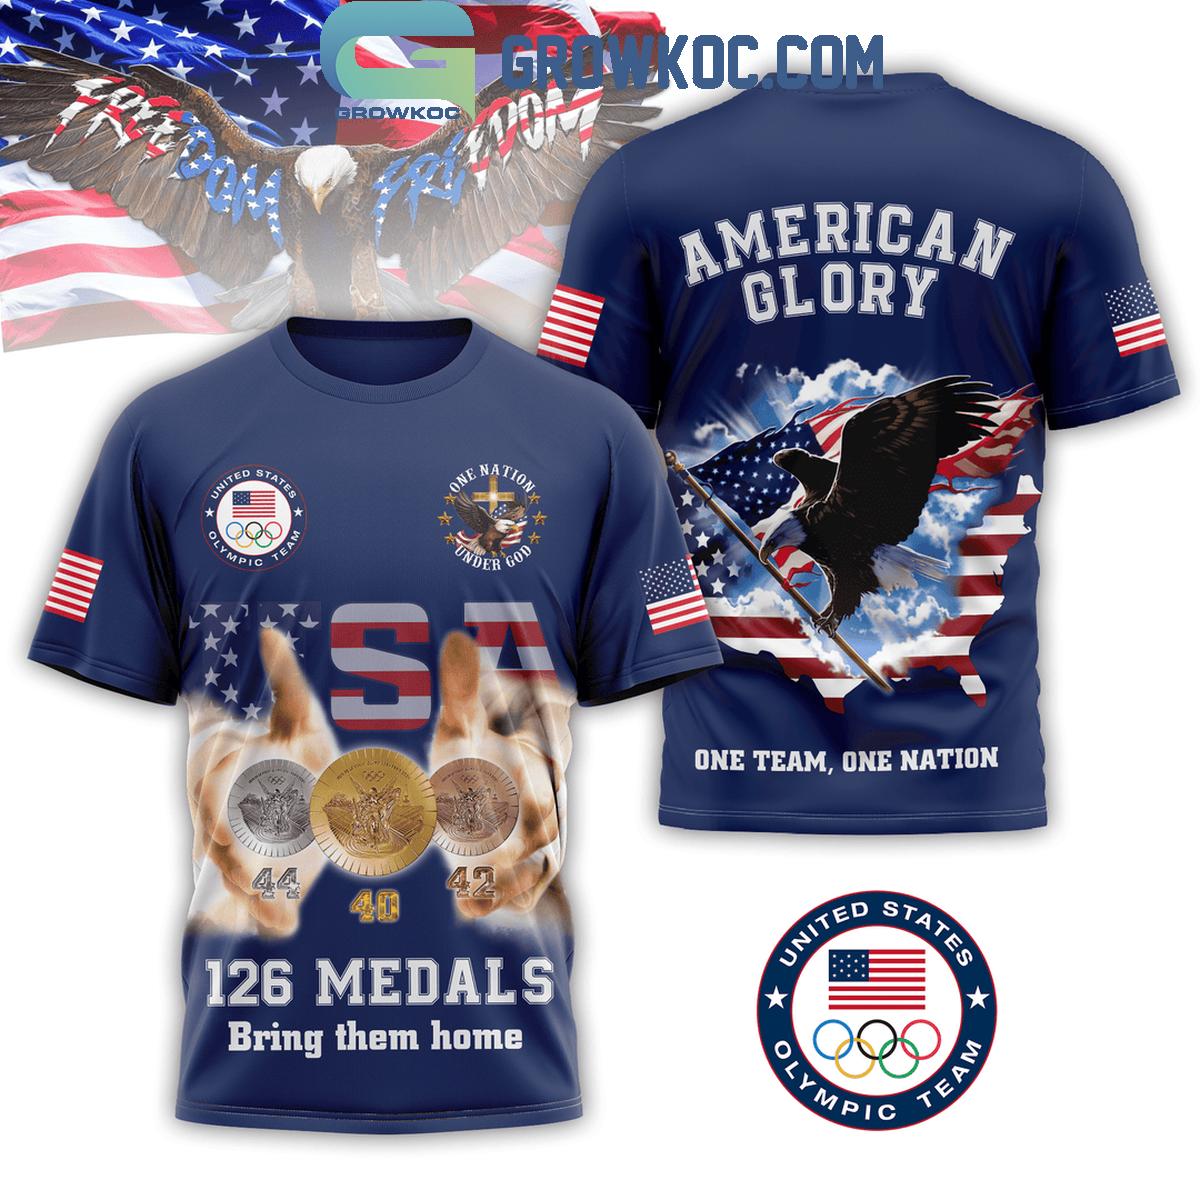 GROWKOC.COM
GROWKOC
FREEDOM
FREEDOM
AMERICAN
GLORY
UNITED STATES
OLYMPIC TEAM
ONE NATION
UNDER GOD
USA
44
40
42
126 MEDALS
Bring them home
ONE TEAM, ONE NATION
UNITED STATES
OLYMPIC TEAM